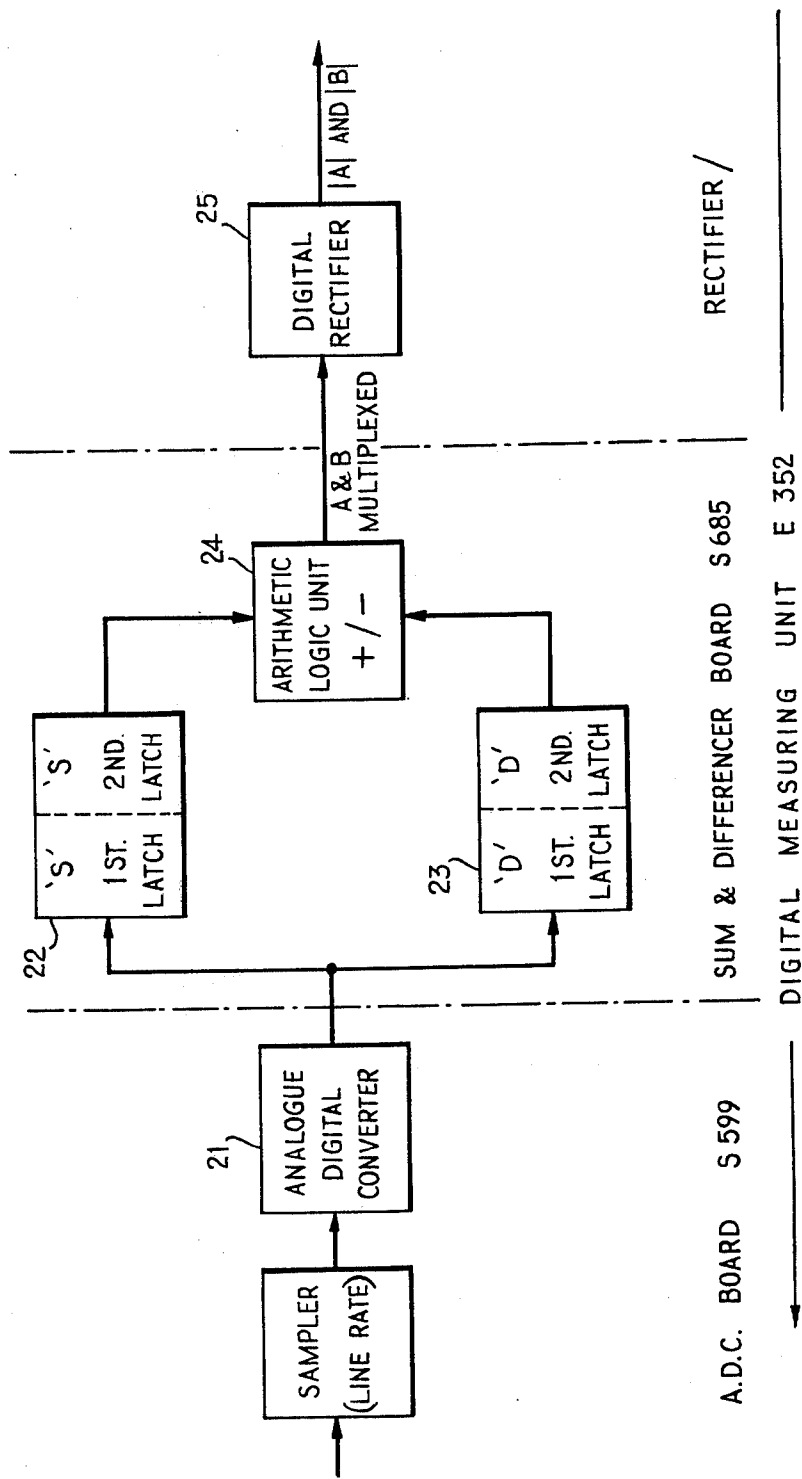 SAMPLER
(LINE RATE)
21
ANALOGUE
DIGITAL
CONVERTER
22
'S' 'S'
1ST. 2ND.
LATCH LATCH
23
'D' 'D'
1ST. 2ND.
LATCH LATCH
24
ARITHMETIC
LOGIC UNIT
+/-
A & B
MULTIPLEXED
25
DIGITAL
RECTIFIER
|A| AND |B|
A.D.C. BOARD S 599
SUM & DIFFERENCER BOARD S 685
RECTIFIER/
DIGITAL MEASURING UNIT E 352